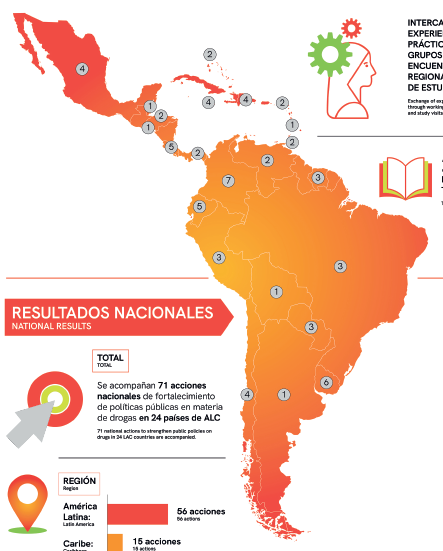 INTERCA
EXPERIE
PRÁCTIC
GRUPOS
ENCUEN
REGIONA
DE ESTU
Exchange of exp
through working
and study visits
4
2
4
4
2
1
2
1
1
5
2
2
2
7
3
5
3
3
1
3
6
4
1
RESULTADOS NACIONALES
NATIONAL RESULTS
TOTAL
TOTAL
Se acompañan 71 acciones
nacionales de fortalecimiento
de políticas públicas en materia
de drogas en 24 países de ALC
71 national actions to strengthen public policies on
drugs in 24 LAC countries are accompanied.
REGIÓN
Region
América
Latina:
Latin America
56 acciones
56 actions
Caribe:
Caribbean
15 acciones
15 actions